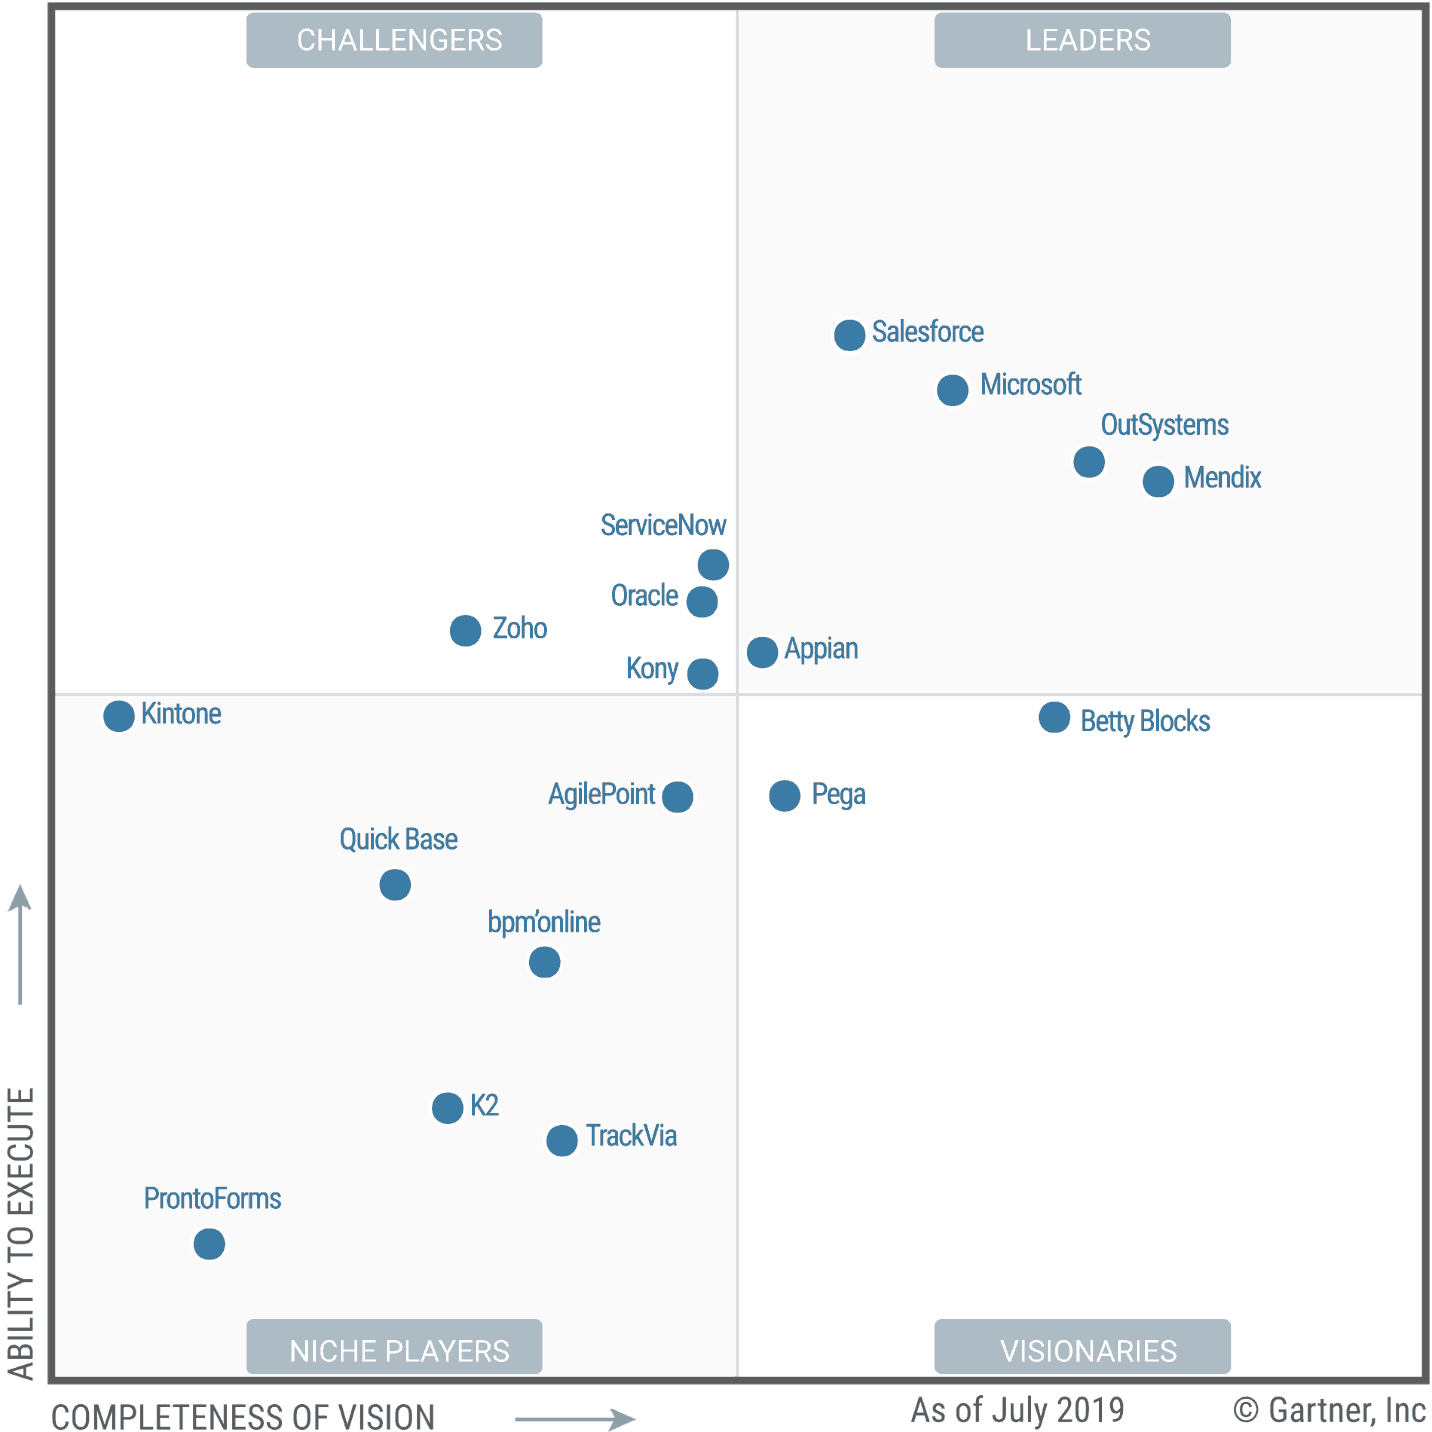 CHALLENGERS
LEADERS
Salesforce
Microsoft
OutSystems
Mendix
ServiceNow
Oracle
Zoho
Appian
Kony
Kintone
Betty Blocks
AgilePoint
Pega
Quick Base
bpm’online
K2
TrackVia
ProntoForms
NICHE PLAYERS
VISIONARIES
ABILITY TO EXECUTE
COMPLETENESS OF VISION
As of July 2019
© Gartner, Inc